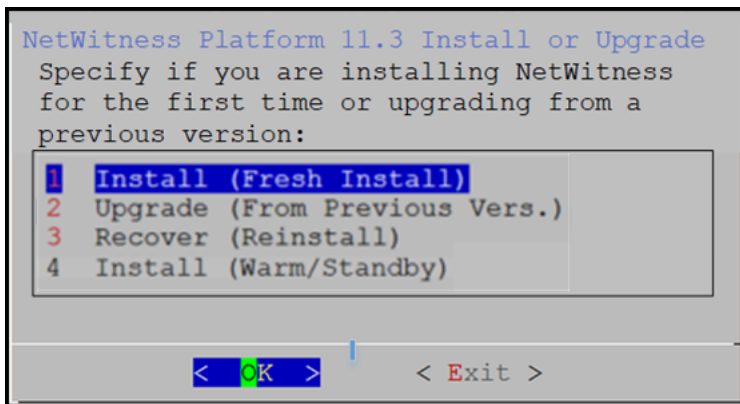 NetWitness Platform 11.3 Install or Upgrade
Specify if you are installing NetWitness
for the first time or upgrading from a
previous version:
1 Install (Fresh Install)
2 Upgrade (From Previous Vers.)
3 Recover (Reinstall)
4 Install (Warm/Standby)
< OK > < Exit >